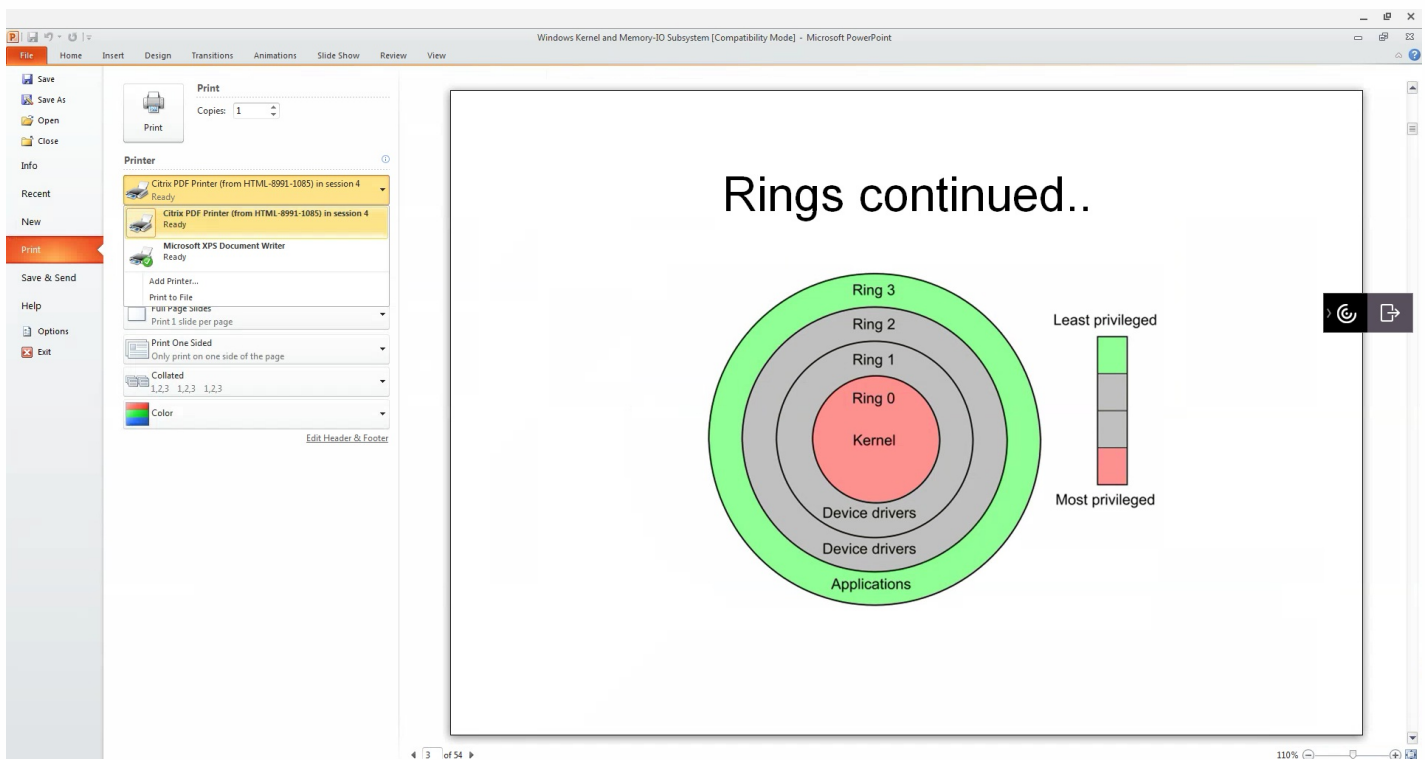 Windows Kernel and Memory-IO Subsystem [Compatibility Mode] - Microsoft PowerPoint
File Home Insert Design Transitions Animations Slide Show Review View
Save
Save As
Open
Close
Info
Recent
New
Print
Save & Send
Help
Options
Exit
Print
Print
Copies: 1
Printer
Citrix PDF Printer (from HTML-8991-1085) in session 4
Ready
Citrix PDF Printer (from HTML-8991-1085) in session 4
Ready
Microsoft XPS Document Writer
Ready
Add Printer...
Print to File
Full Page Slides
Print 1 slide per page
Print One Sided
Only print on one side of the page
Collated
1,2,3 1,2,3 1,2,3
Color
Edit Header & Footer
Rings continued..
Ring 3
Ring 2
Ring 1
Ring 0
Kernel
Device drivers
Device drivers
Applications
Least privileged
Most privileged
3 of 54
110%